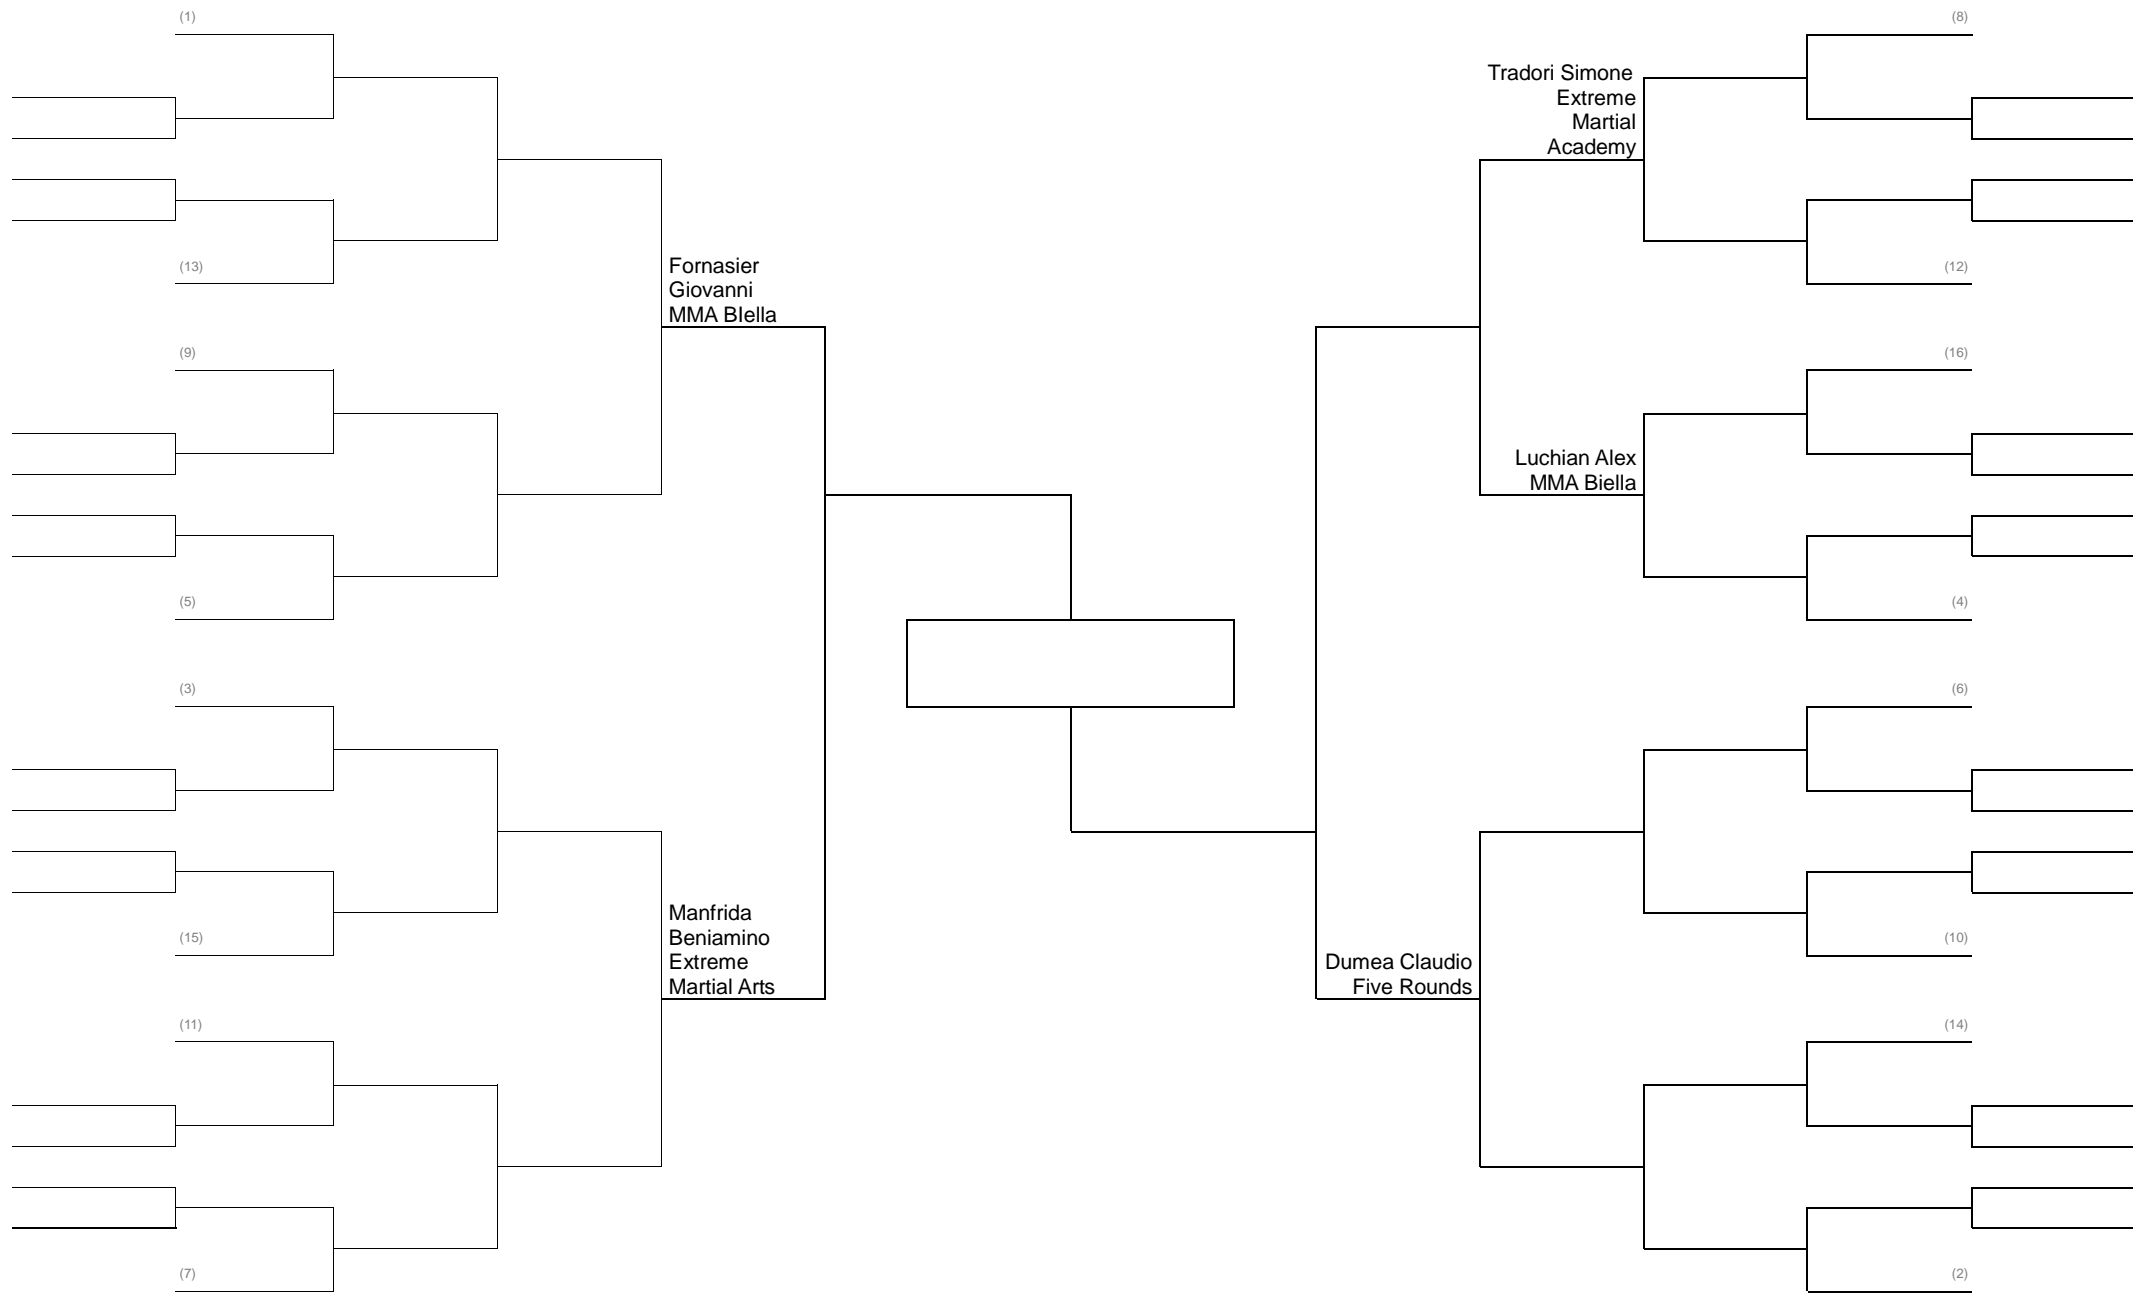 (1)
(8)
Tradori Simone
Extreme
Martial
Academy
(13)
(12)
Fornasier
Giovanni
MMA BIella
(9)
(16)
Luchian Alex
MMA Biella
(5)
(4)
(3)
(6)
Manfrida
Beniamino
Extreme
Martial Arts
(15)
(10)
Dumea Claudio
Five Rounds
(11)
(14)
(7)
(2)